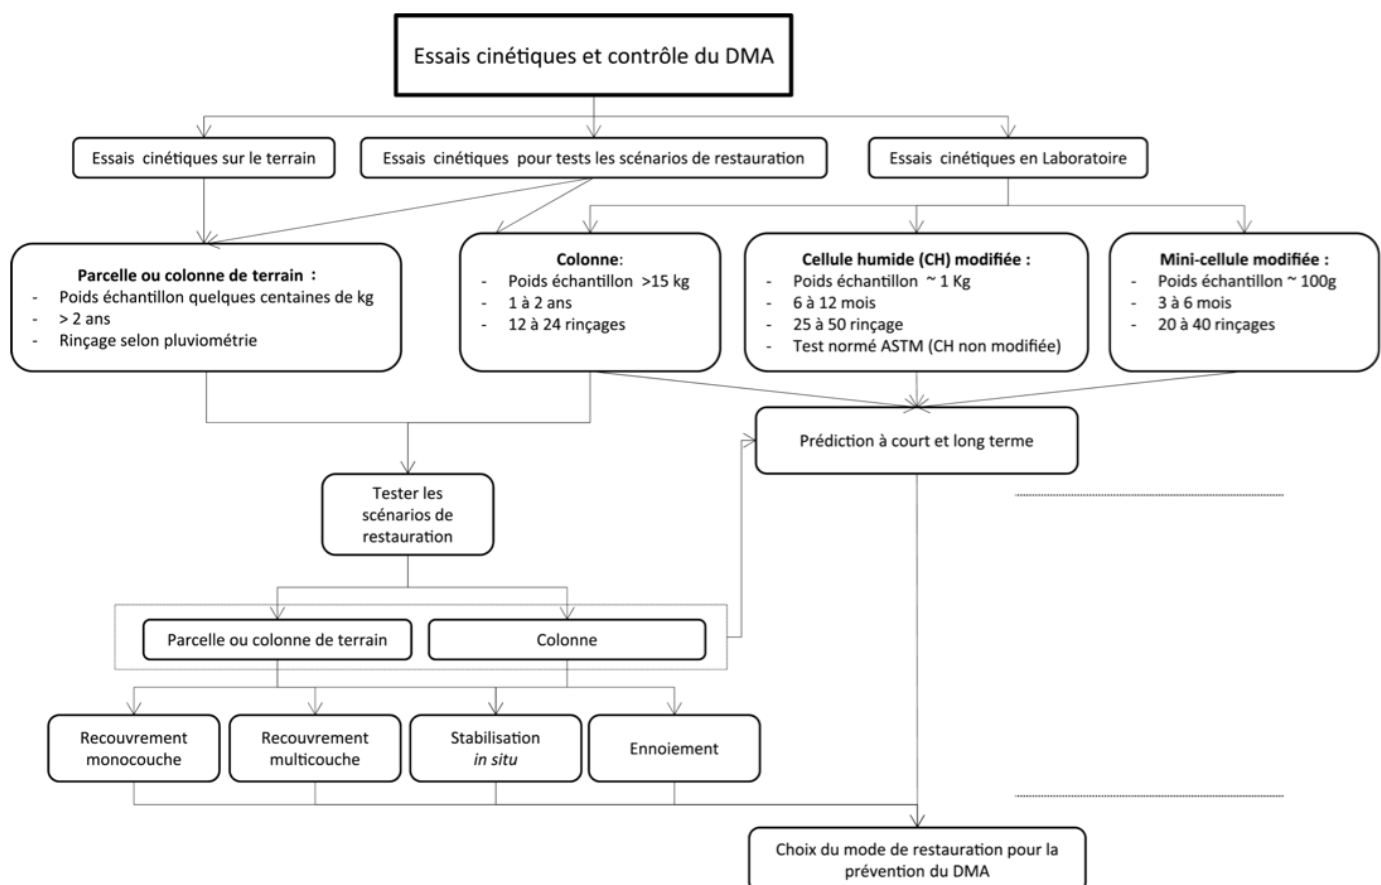 Essais cinétiques et contrôle du DMA
Essais cinétiques sur le terrain
Essais cinétiques pour tests les scénarios de restauration
Essais cinétiques en Laboratoire
Parcelle ou colonne de terrain :
- Poids échantillon quelques centaines de kg
- > 2 ans
- Rinçage selon pluviométrie
Colonne:
- Poids échantillon >15 kg
- 1 à 2 ans
- 12 à 24 rinçages
Cellule humide (CH) modifiée :
- Poids échantillon ~ 1 Kg
- 6 à 12 mois
- 25 à 50 rinçage
- Test normé ASTM (CH non modifiée)
Mini-cellule modifiée :
- Poids échantillon ~ 100g
- 3 à 6 mois
- 20 à 40 rinçages
Prédiction à court et long terme
Tester les
scénarios de
restauration
Parcelle ou colonne de terrain
Colonne
Recouvrement
monocouche
Recouvrement
multicouche
Stabilisation
in situ
Ennoiement
Choix du mode de restauration pour la
prévention du DMA